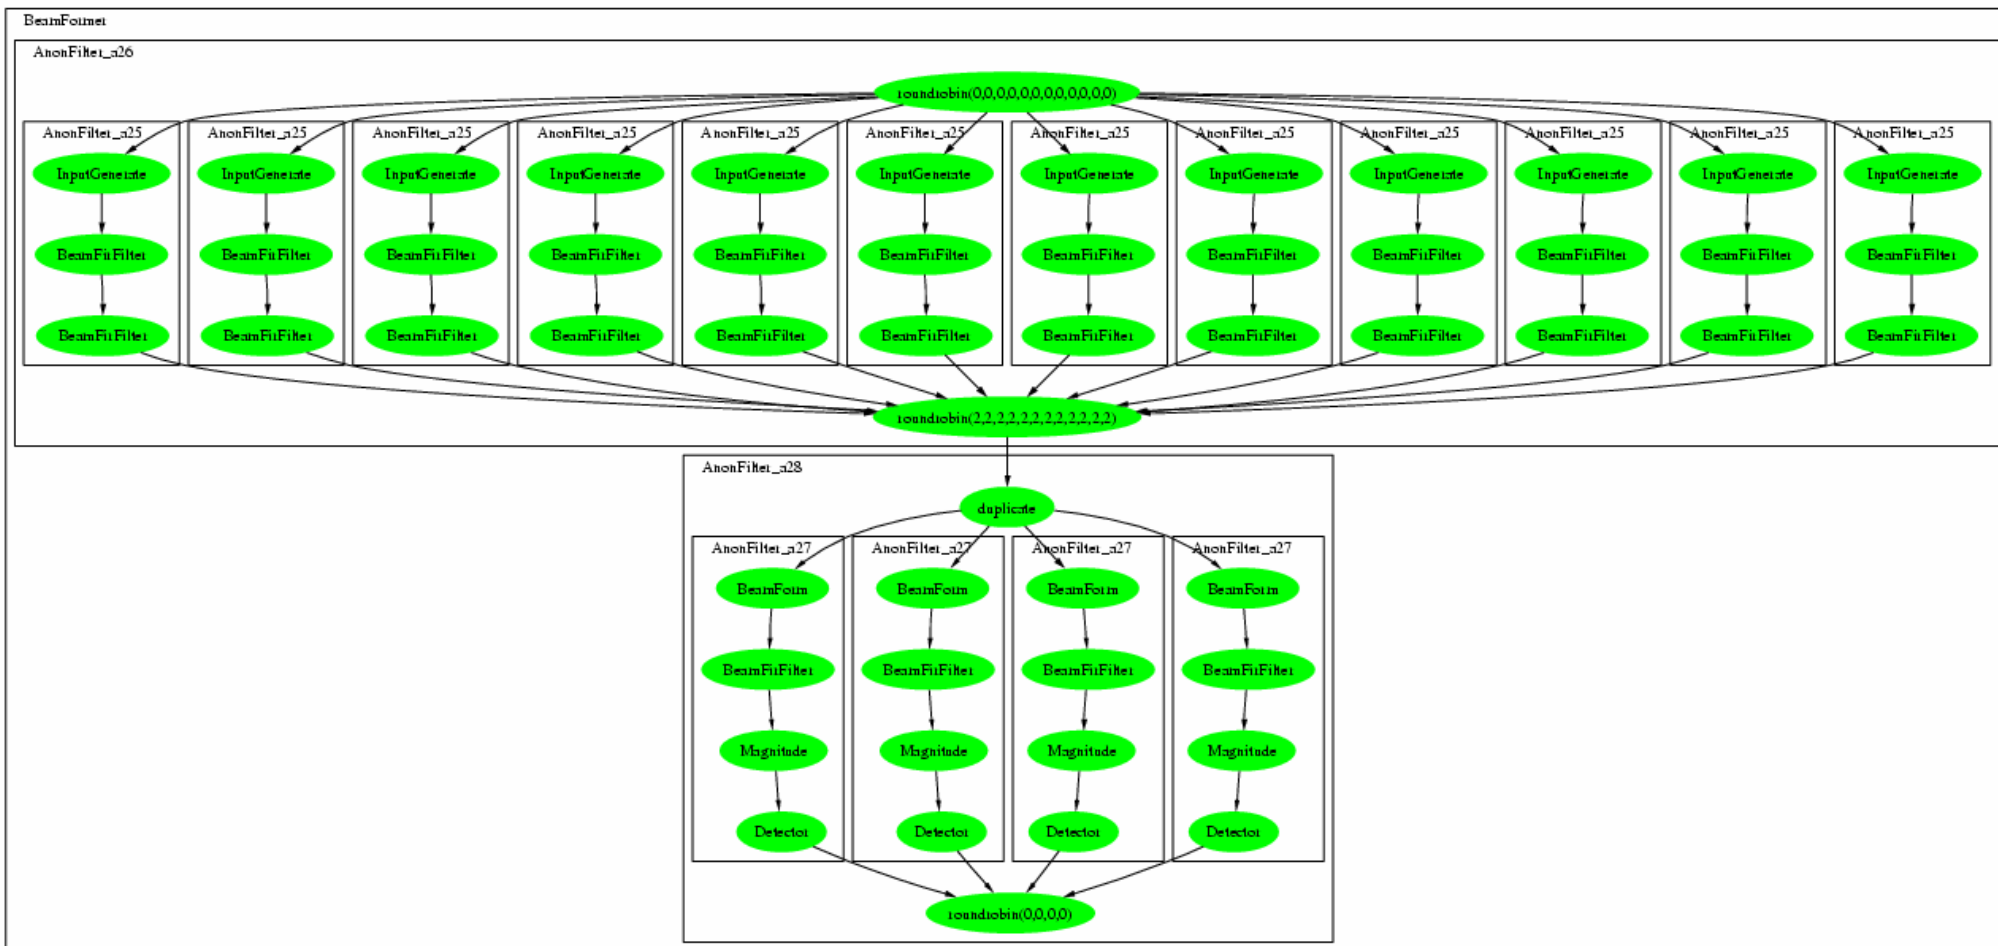 BeamFormer
AnonFilter_a26
roundrobin(0,0,0,0,0,0,0,0,0,0,0,0)
AnonFilter_a25 AnonFilter_a25 AnonFilter_a25 AnonFilter_a25 AnonFilter_a25 AnonFilter_a25 AnonFilter_a25 AnonFilter_a25 AnonFilter_a25 AnonFilter_a25 AnonFilter_a25 AnonFilter_a25
InputGenerate InputGenerate InputGenerate InputGenerate InputGenerate InputGenerate InputGenerate InputGenerate InputGenerate InputGenerate InputGenerate InputGenerate
BeamFirFilter BeamFirFilter BeamFirFilter BeamFirFilter BeamFirFilter BeamFirFilter BeamFirFilter BeamFirFilter BeamFirFilter BeamFirFilter BeamFirFilter BeamFirFilter
BeamFirFilter BeamFirFilter BeamFirFilter BeamFirFilter BeamFirFilter BeamFirFilter BeamFirFilter BeamFirFilter BeamFirFilter BeamFirFilter BeamFirFilter BeamFirFilter
roundrobin(2,2,2,2,2,2,2,2,2,2,2,2)
AnonFilter_a28
duplicate
AnonFilter_a27 AnonFilter_a27 AnonFilter_a27 AnonFilter_a27
BeamForm BeamForm BeamForm BeamForm
BeamFirFilter BeamFirFilter BeamFirFilter BeamFirFilter
Magnitude Magnitude Magnitude Magnitude
Detector Detector Detector Detector
roundrobin(0,0,0,0)